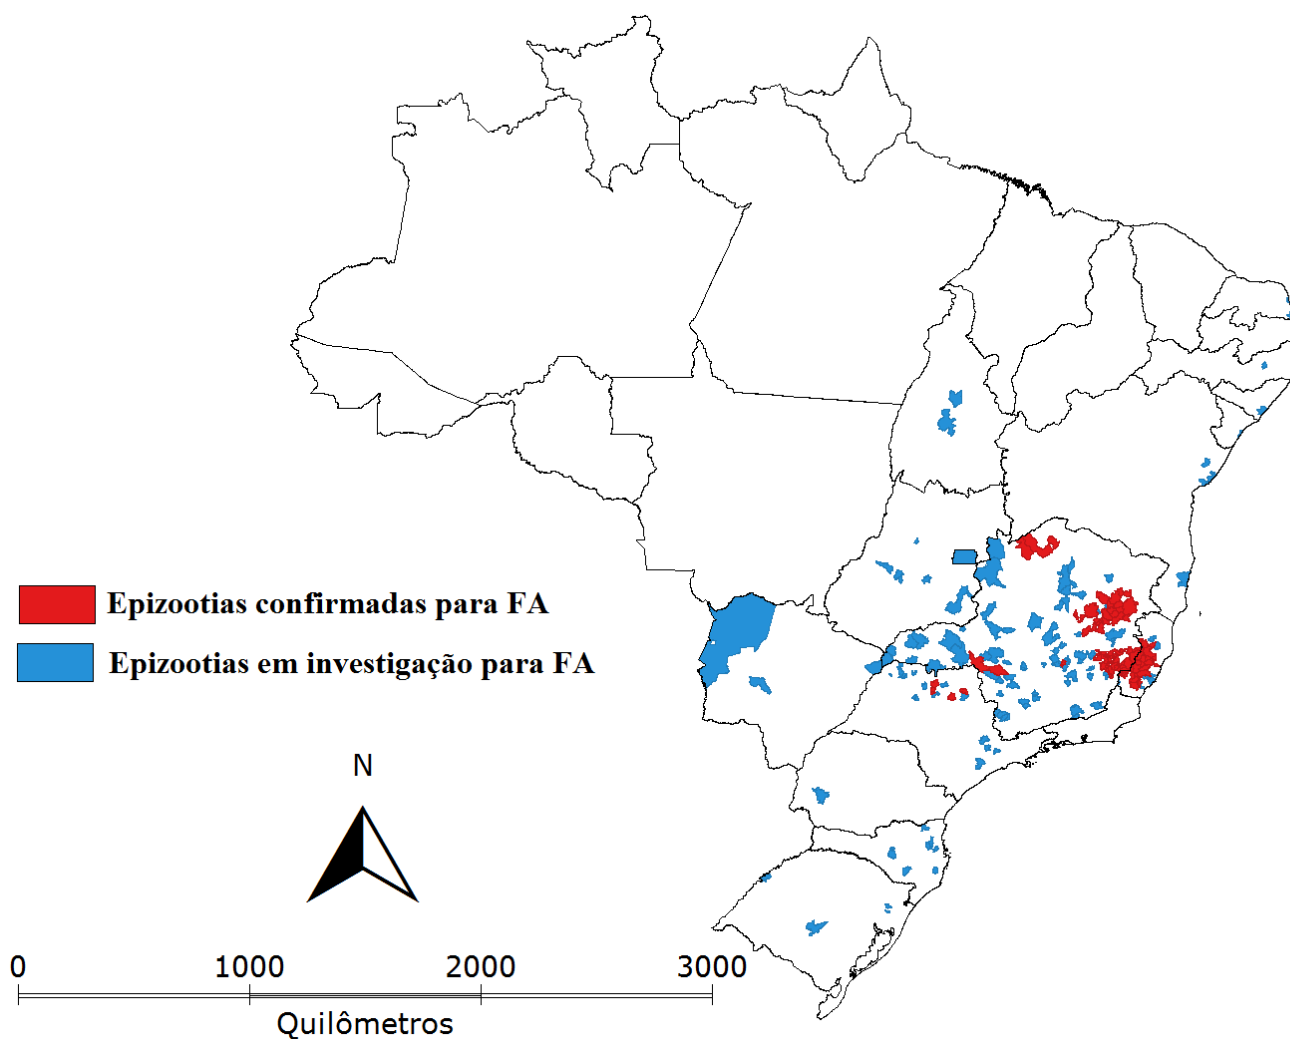 Epizootias confirmadas para FA
Epizootias em investigação para FA
N
0 1000 2000 3000
Quilômetros